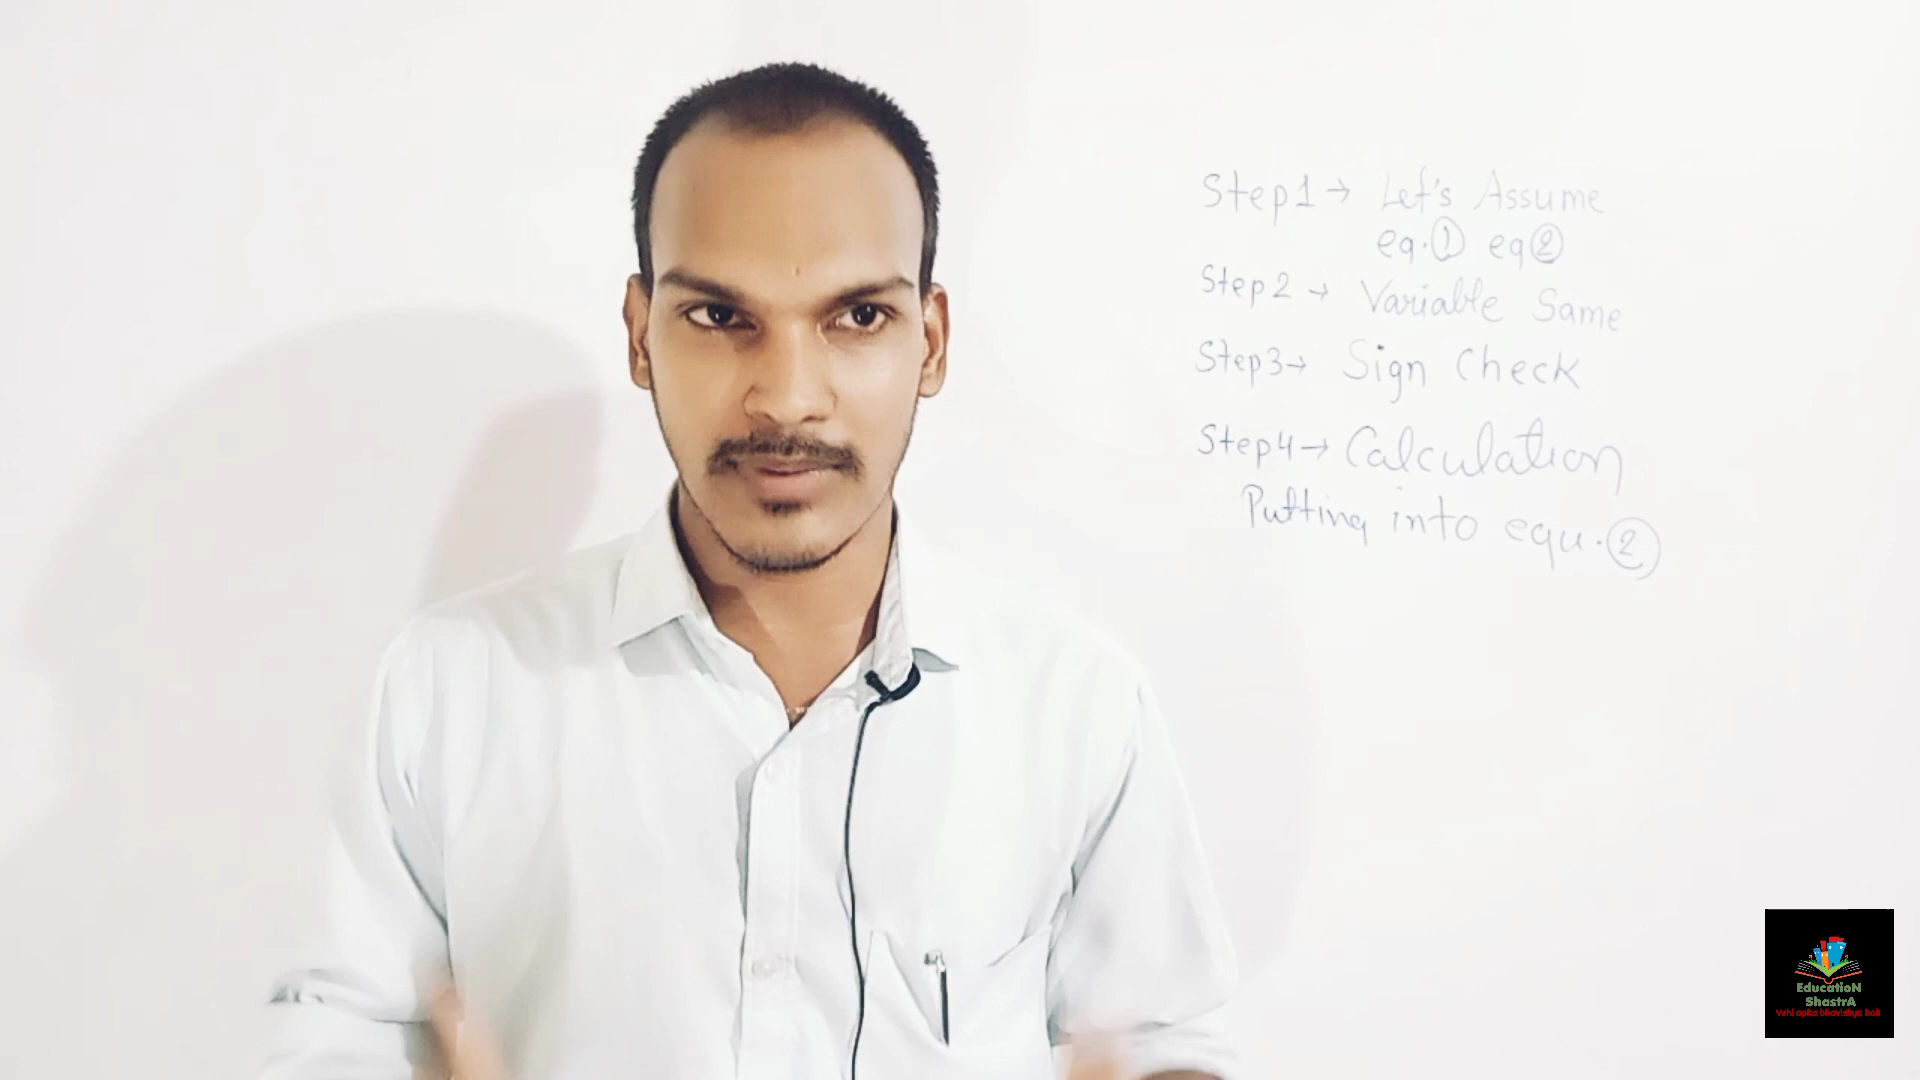 Step1→ Let's Assume
eq.① eq②
Step2→ Variable Same
Step3→ Sign Check
Step4→ Calculation
Putting into equ.②
EducatioN
ShastrA